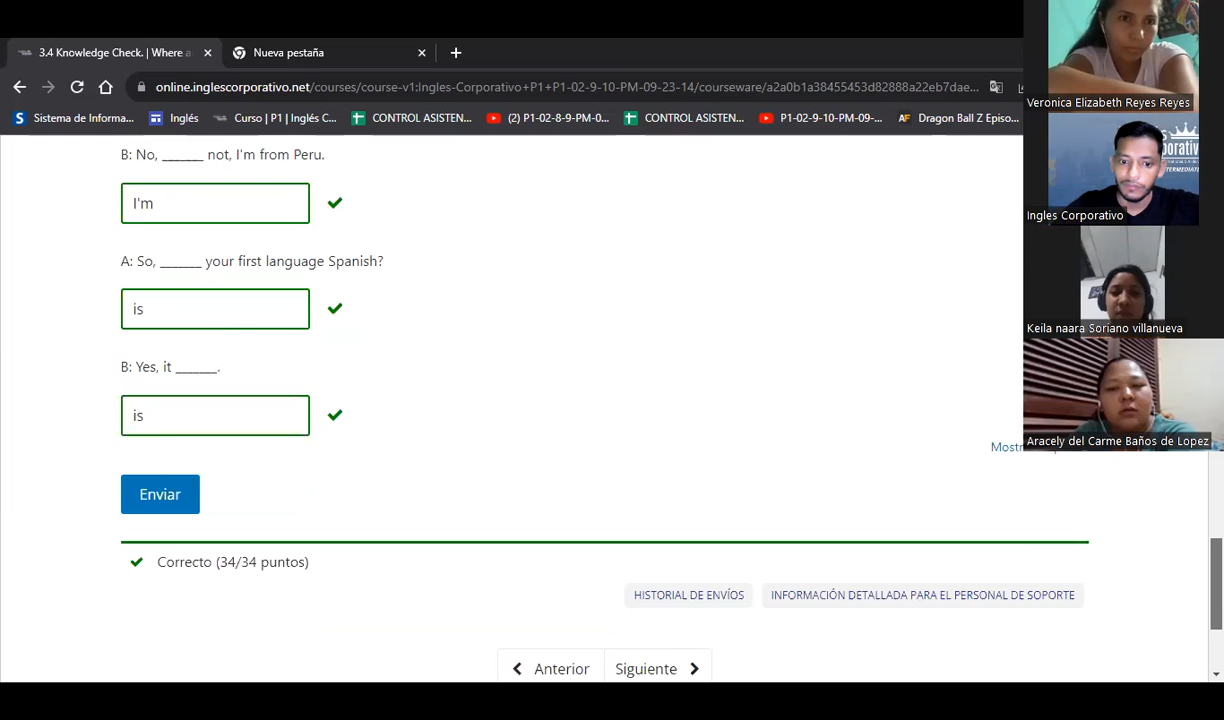 3.4 Knowledge Check. | Where a
Nueva pestaña
online.inglescorporativo.net/courses/course-v1:Ingles-Corporativo+P1+P1-02-9-10-PM-09-23-14/courseware/a2a0b1a38455453d82888a22eb7dae...
Sistema de Informa...
Inglés
Curso | P1 | Inglés C...
CONTROL ASISTEN...
(2) P1-02-8-9-PM-0...
CONTROL ASISTEN...
P1-02-9-10-PM-09-...
Dragon Ball Z Episo...
B: No, _______ not, I'm from Peru.
I'm
A: So, _______ your first language Spanish?
is
B: Yes, it _______.
is
Enviar
Correcto (34/34 puntos)
HISTORIAL DE ENVÍOS
INFORMACIÓN DETALLADA PARA EL PERSONAL DE SOPORTE
Anterior
Siguiente
Veronica Elizabeth Reyes Reyes
Ingles Corporativo
Keila naara Soriano villanueva
Aracely del Carme Baños de Lopez